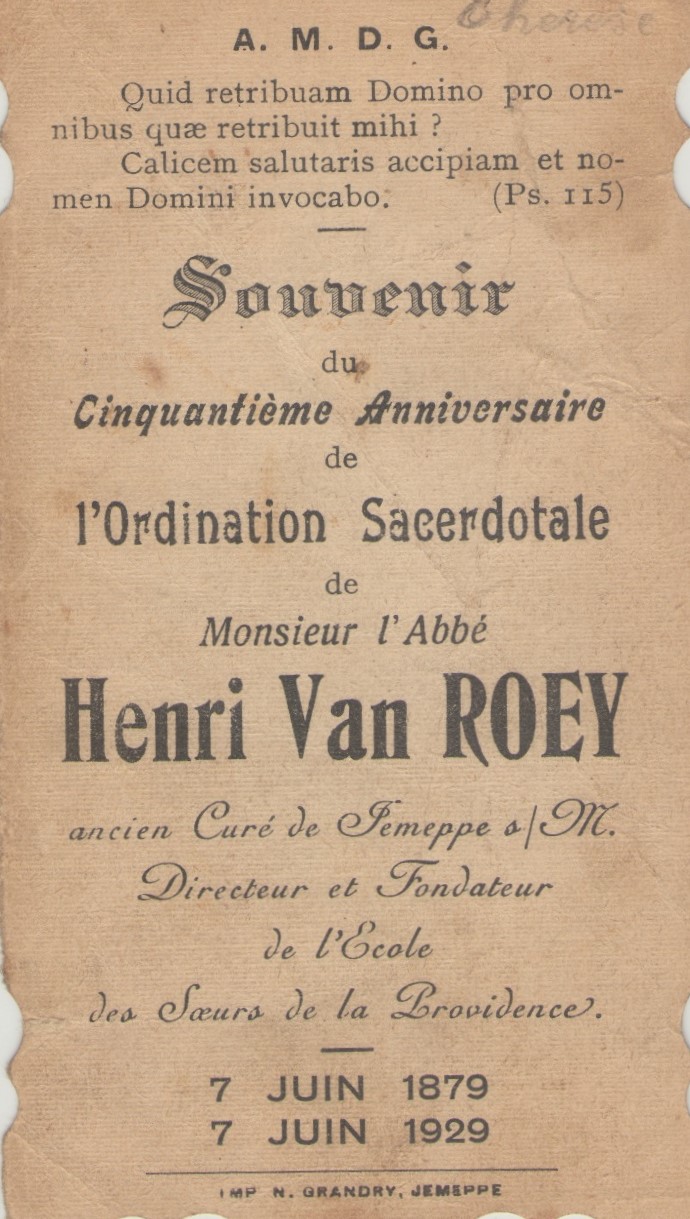 Therese
A. M. D. G.
Quid retribuam Domino pro om-
nibus quæ retribuit mihi ?
Calicem salutaris accipiam et no-
men Domini invocabo. (Ps. 115)
Souvenir
du
Cinquantième Anniversaire
de
l'Ordination Sacerdotale
de
Monsieur l'Abbé
Henri Van ROEY
ancien Curé de Jemeppe s/M.
Directeur et Fondateur
de l'Ecole
des Sœurs de la Providence.
7 JUIN 1879
7 JUIN 1929
IMP N. GRANDRY, JEMEPPE